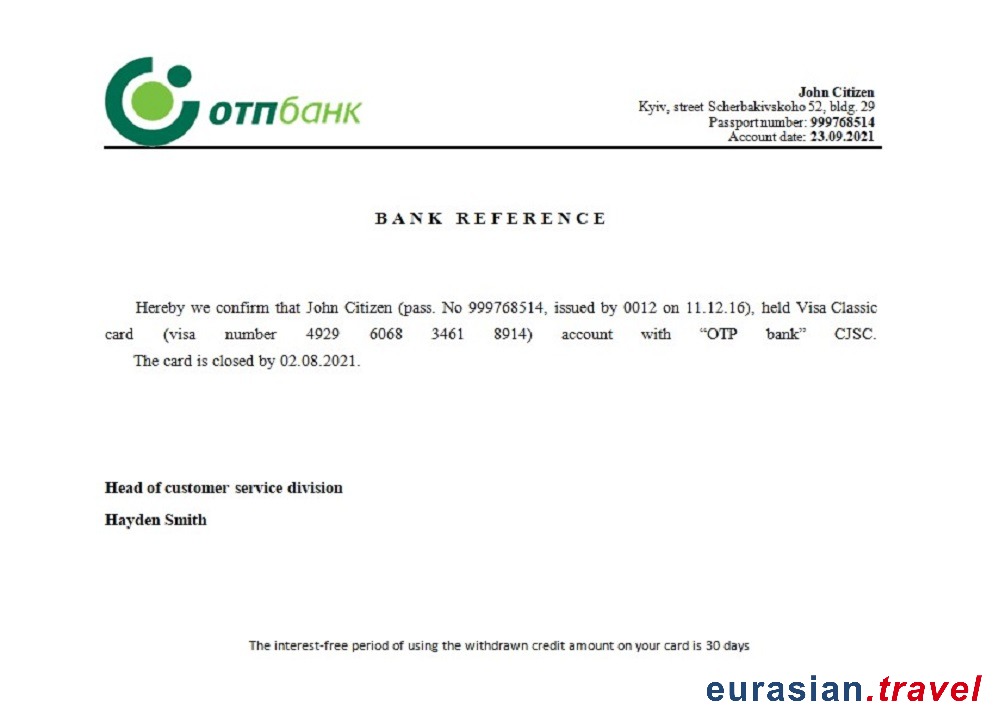 отпбанк
John Citizen
Kyiv, street Scherbakivskoho 52, bldg. 29
Passport number: 999768514
Account date: 23.09.2021
BANK REFERENCE
Hereby we confirm that John Citizen (pass. No 999768514, issued by 0012 on 11.12.16), held Visa Classic
card (visa number 4929 6068 3461 8914) account with “OTP bank” CJSC.
The card is closed by 02.08.2021.
Head of customer service division
Hayden Smith
The interest-free period of using the withdrawn credit amount on your card is 30 days
eurasian.travel